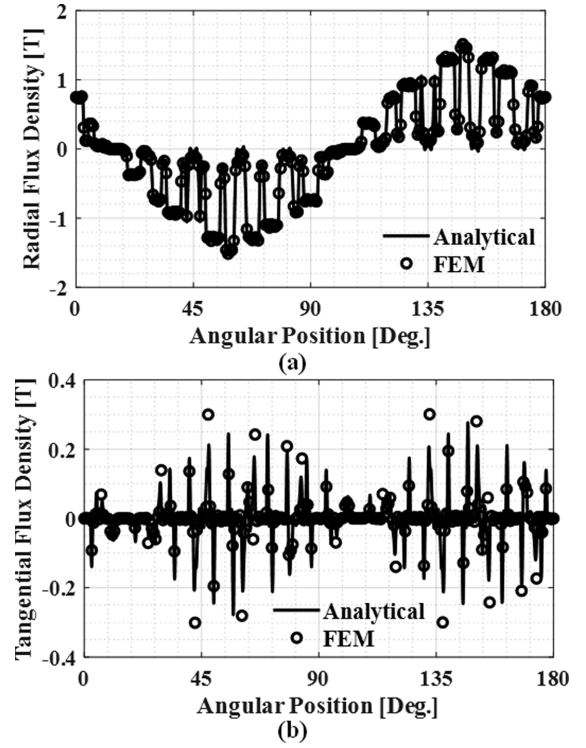 2
1
0
-1
-2
Radial Flux Density [T]
Analytical
FEM
0 45 90 135 180
Angular Position [Deg.]
(a)
0.4
0.2
0
-0.2
-0.4
Tangential Flux Density [T]
Analytical
FEM
0 45 90 135 180
Angular Position [Deg.]
(b)